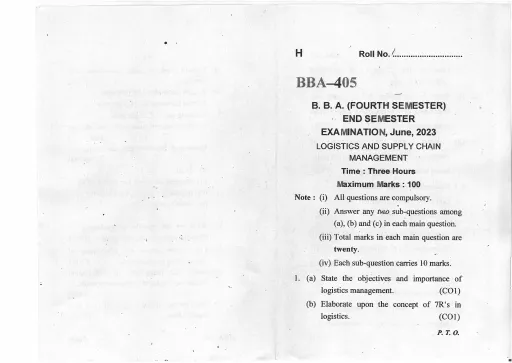 H Roll No. ..............................
BBA–405
B. B. A. (FOURTH SEMESTER)
END SEMESTER
EXAMINATION, June, 2023
LOGISTICS AND SUPPLY CHAIN
MANAGEMENT
Time : Three Hours
Maximum Marks : 100
Note : (i) All questions are compulsory.
(ii) Answer any two sub-questions among
(a), (b) and (c) in each main question.
(iii) Total marks in each main question are
twenty.
(iv) Each sub-question carries 10 marks.
1. (a) State the objectives and importance of
logistics management. (CO1)
(b) Elaborate upon the concept of 7R's in
logistics. (CO1)
P. T. O.